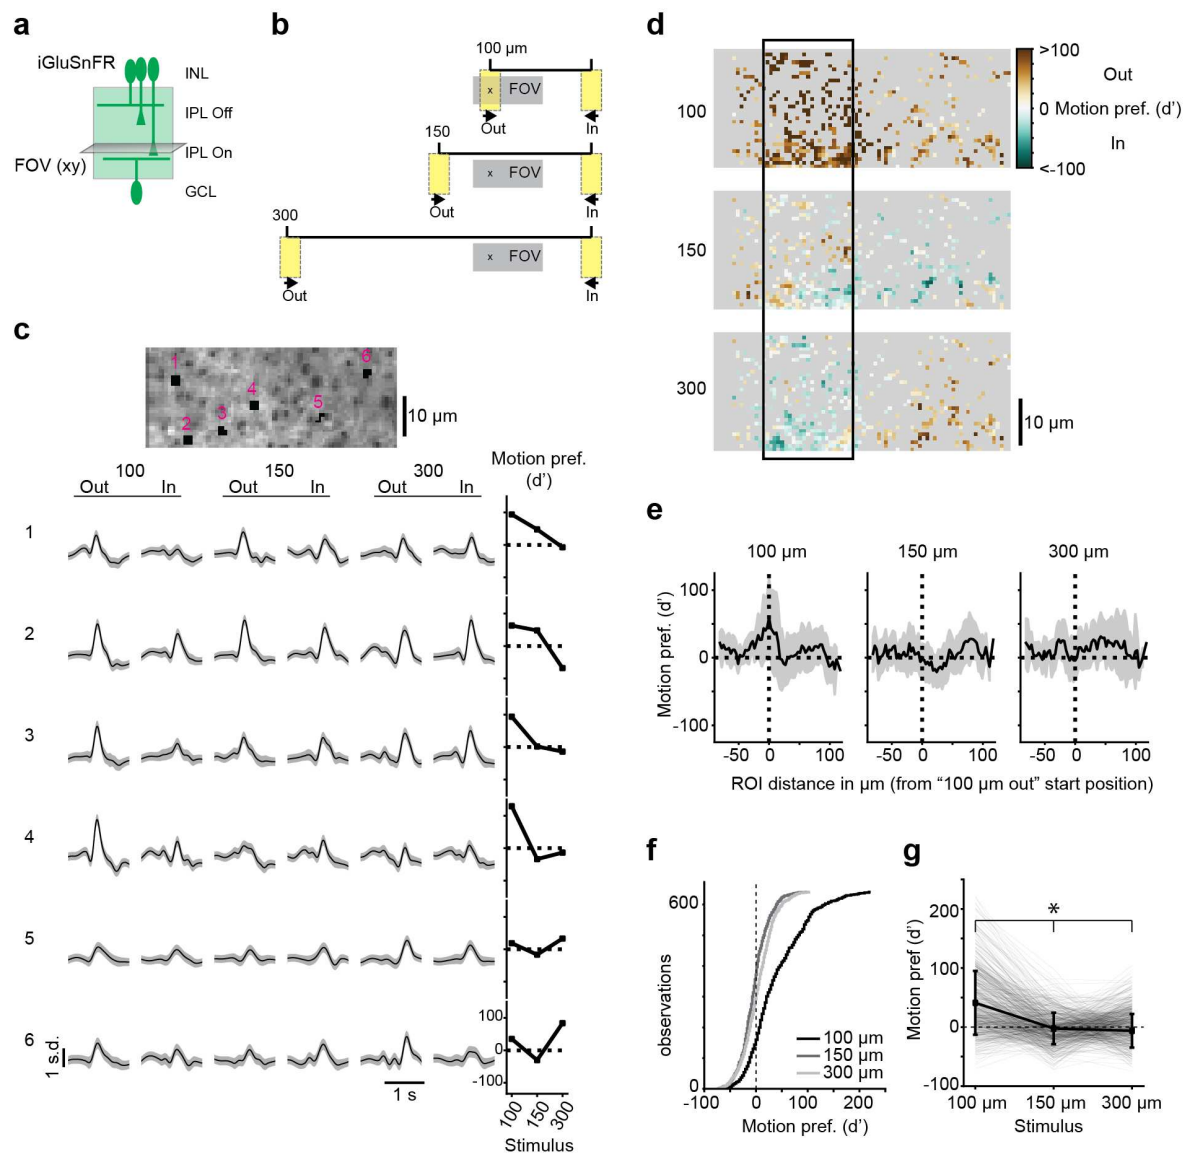 a
iGluSnFR
INL
IPL Off
IPL On
FOV (xy)
GCL
b
100 µm
x FOV
Out In
150
x FOV
Out In
300
x FOV
Out In
c
1
2
3
4
5
6
10 µm
100 150 300
Out In Out In Out In
Motion pref.
(d’)
1
2
3
4
5
6
1 s.d.
1 s
100
0
-100
100 150 300
Stimulus
d
100
150
300
>100
0
<-100
Out
Motion pref. (d’)
In
10 µm
e
100 µm 150 µm 300 µm
Motion pref. (d’)
100
0
-100
-50 0 100 -50 0 100 -50 0 100
ROI distance in µm (from “100 µm out” start position)
f
observations
600
0
100 µm
150 µm
300 µm
-100 0 100 200
Motion pref. (d’)
g
Motion pref (d’)
200
100
0
-100
*
100 µm 150 µm 300 µm
Stimulus